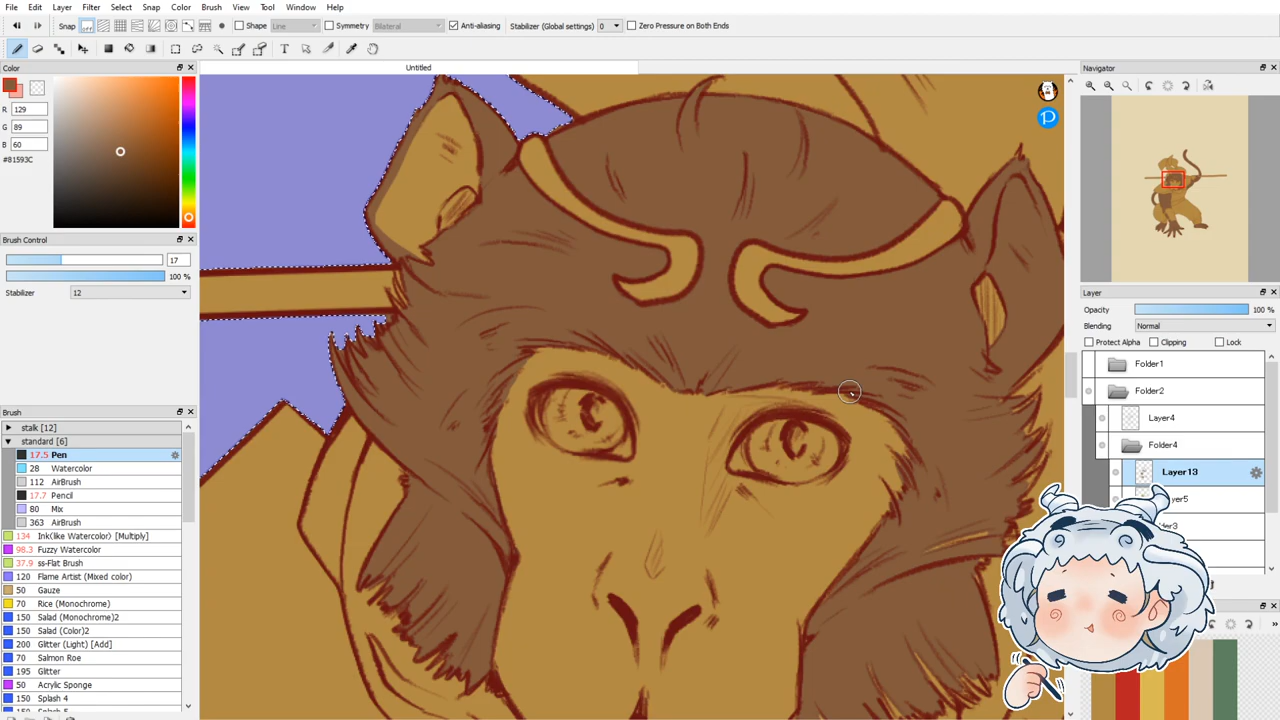 File Edit Layer Filter Select Snap Color Brush View Tool Window Help
Snap off Shape Line Symmetry Bilateral Anti-aliasing Stabilizer (Global settings) 0 Zero Pressure on Both Ends
Untitled
Color
R 129
G 89
B 60
#81593C
Brush Control
17
100 %
Stabilizer 12
Brush
stalk [12]
standard [6]
17.5 Pen
28 Watercolor
112 AirBrush
17.7 Pencil
80 Mix
363 AirBrush
134 Ink(like Watercolor) [Multiply]
98.3 Fuzzy Watercolor
37.9 ss-Flat Brush
120 Flame Artist (Mixed color)
50 Gauze
70 Rice (Monochrome)
150 Salad (Monochrome)2
150 Salad (Color)2
200 Glitter (Light) [Add]
70 Salmon Roe
195 Glitter
50 Acrylic Sponge
150 Splash 4
150 Splash 5
Navigator
Layer
Opacity 100 %
Blending Normal
Protect Alpha Clipping Lock
Folder1
Folder2
Layer4
Folder4
Layer13